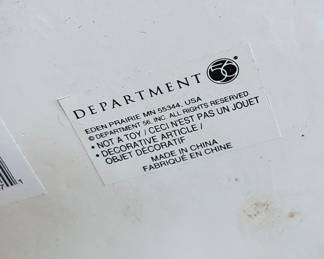 DEPARTMENT 56
EDEN PRAIRIE MN 55344, USA
© DEPARTMENT 56, INC. ALL RIGHTS RESERVED
• NOT A TOY / CECI N'EST PAS UN JOUET
• DECORATIVE ARTICLE /
OBJET DÉCORATIF
MADE IN CHINA
FABRIQUÉ EN CHINE
7